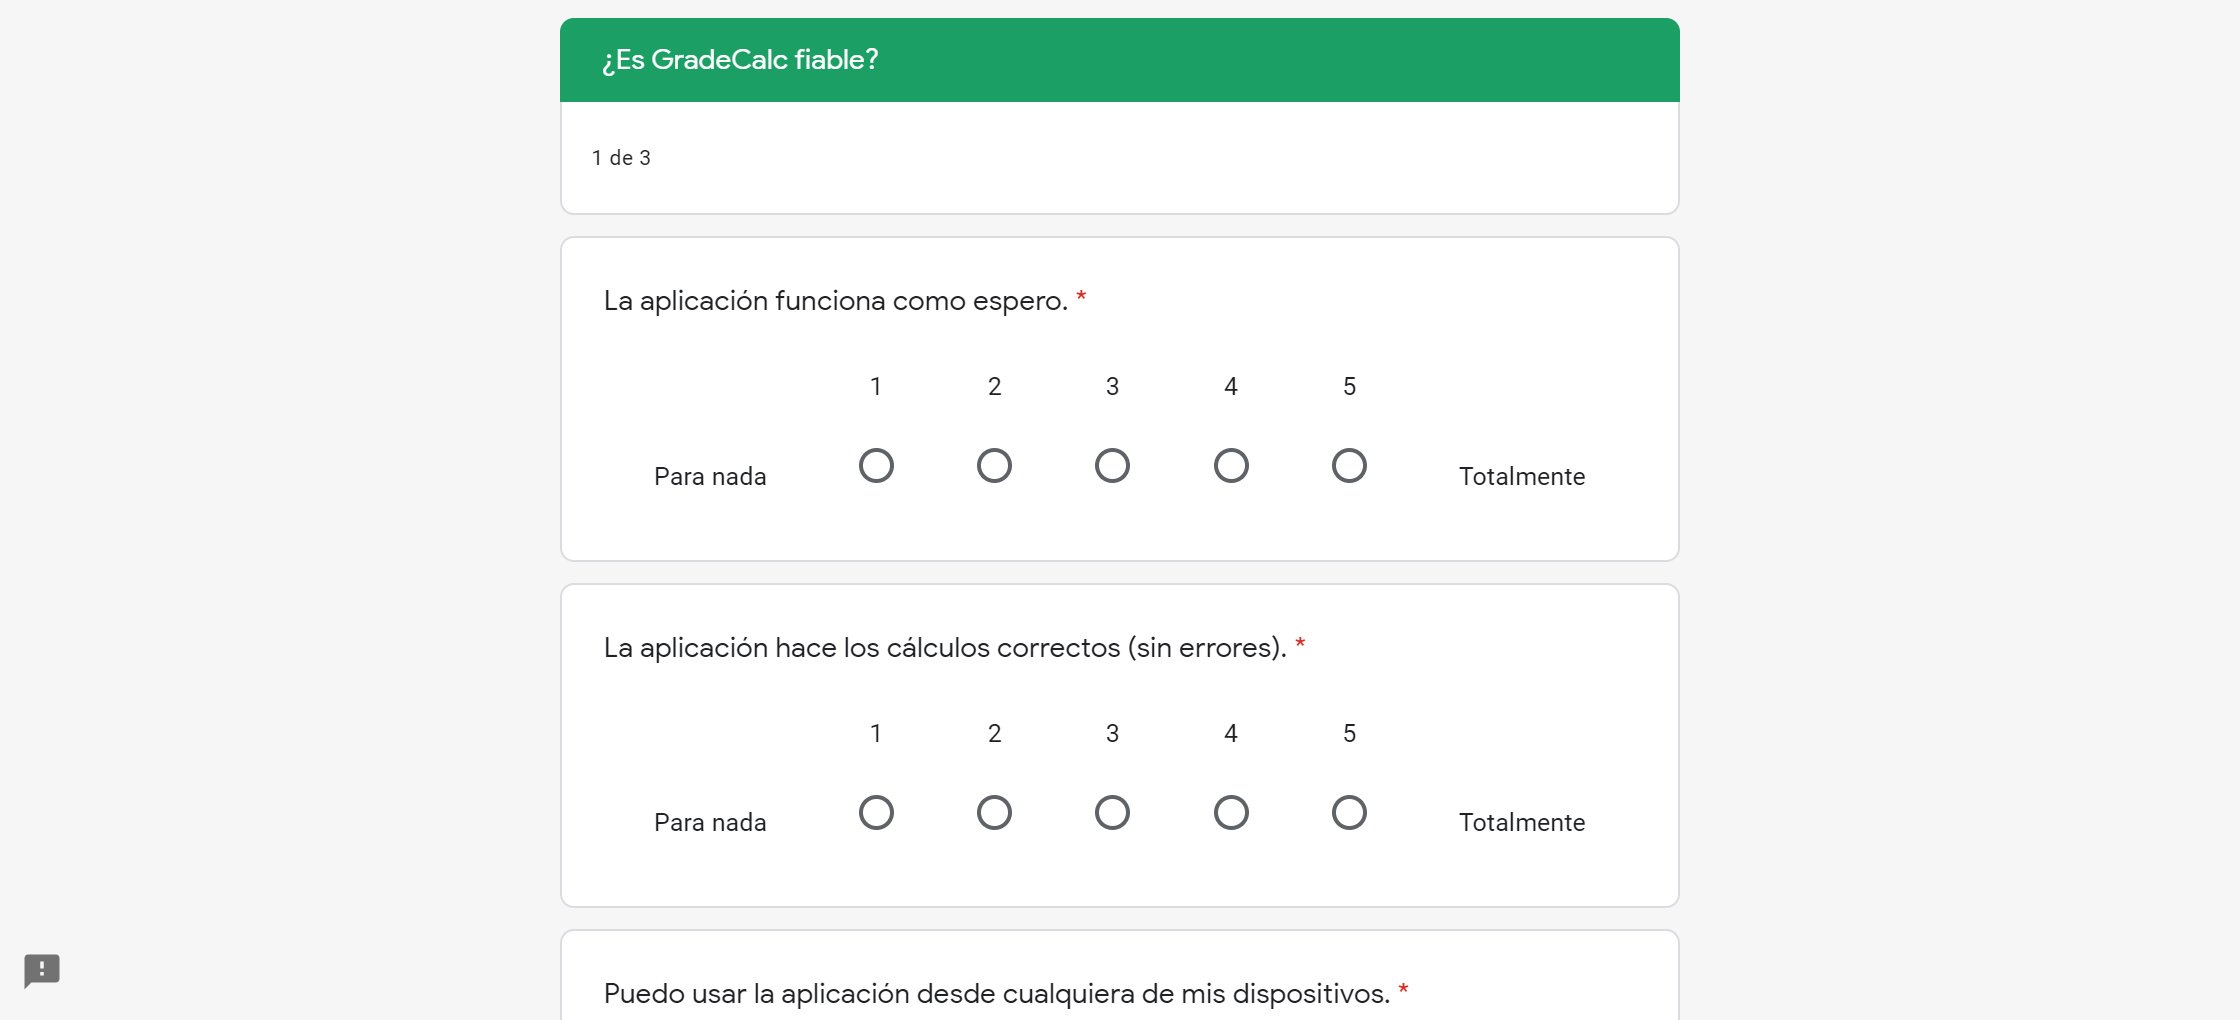 ¿Es GradeCalc fiable?
1 de 3
La aplicación funciona como espero. *
1 2 3 4 5
Para nada Totalmente
La aplicación hace los cálculos correctos (sin errores). *
1 2 3 4 5
Para nada Totalmente
Puedo usar la aplicación desde cualquiera de mis dispositivos. *